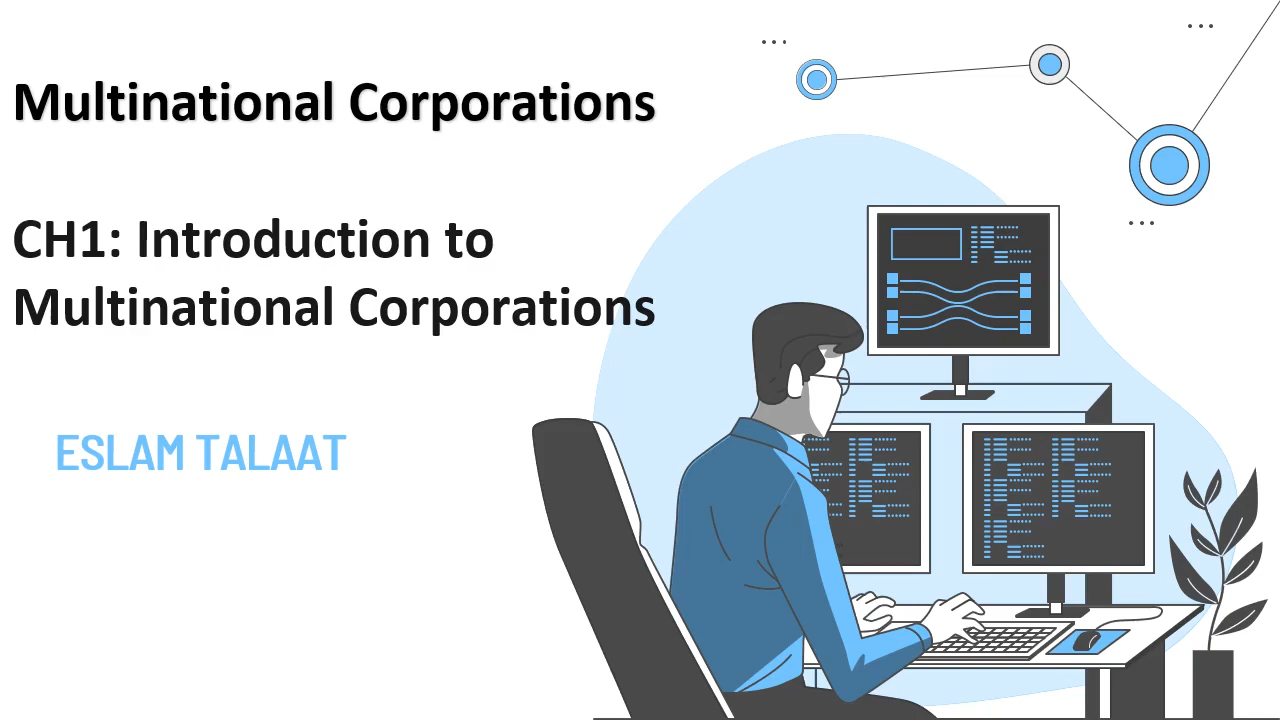 Multinational Corporations
CH1: Introduction to
Multinational Corporations
ESLAM TALAAT